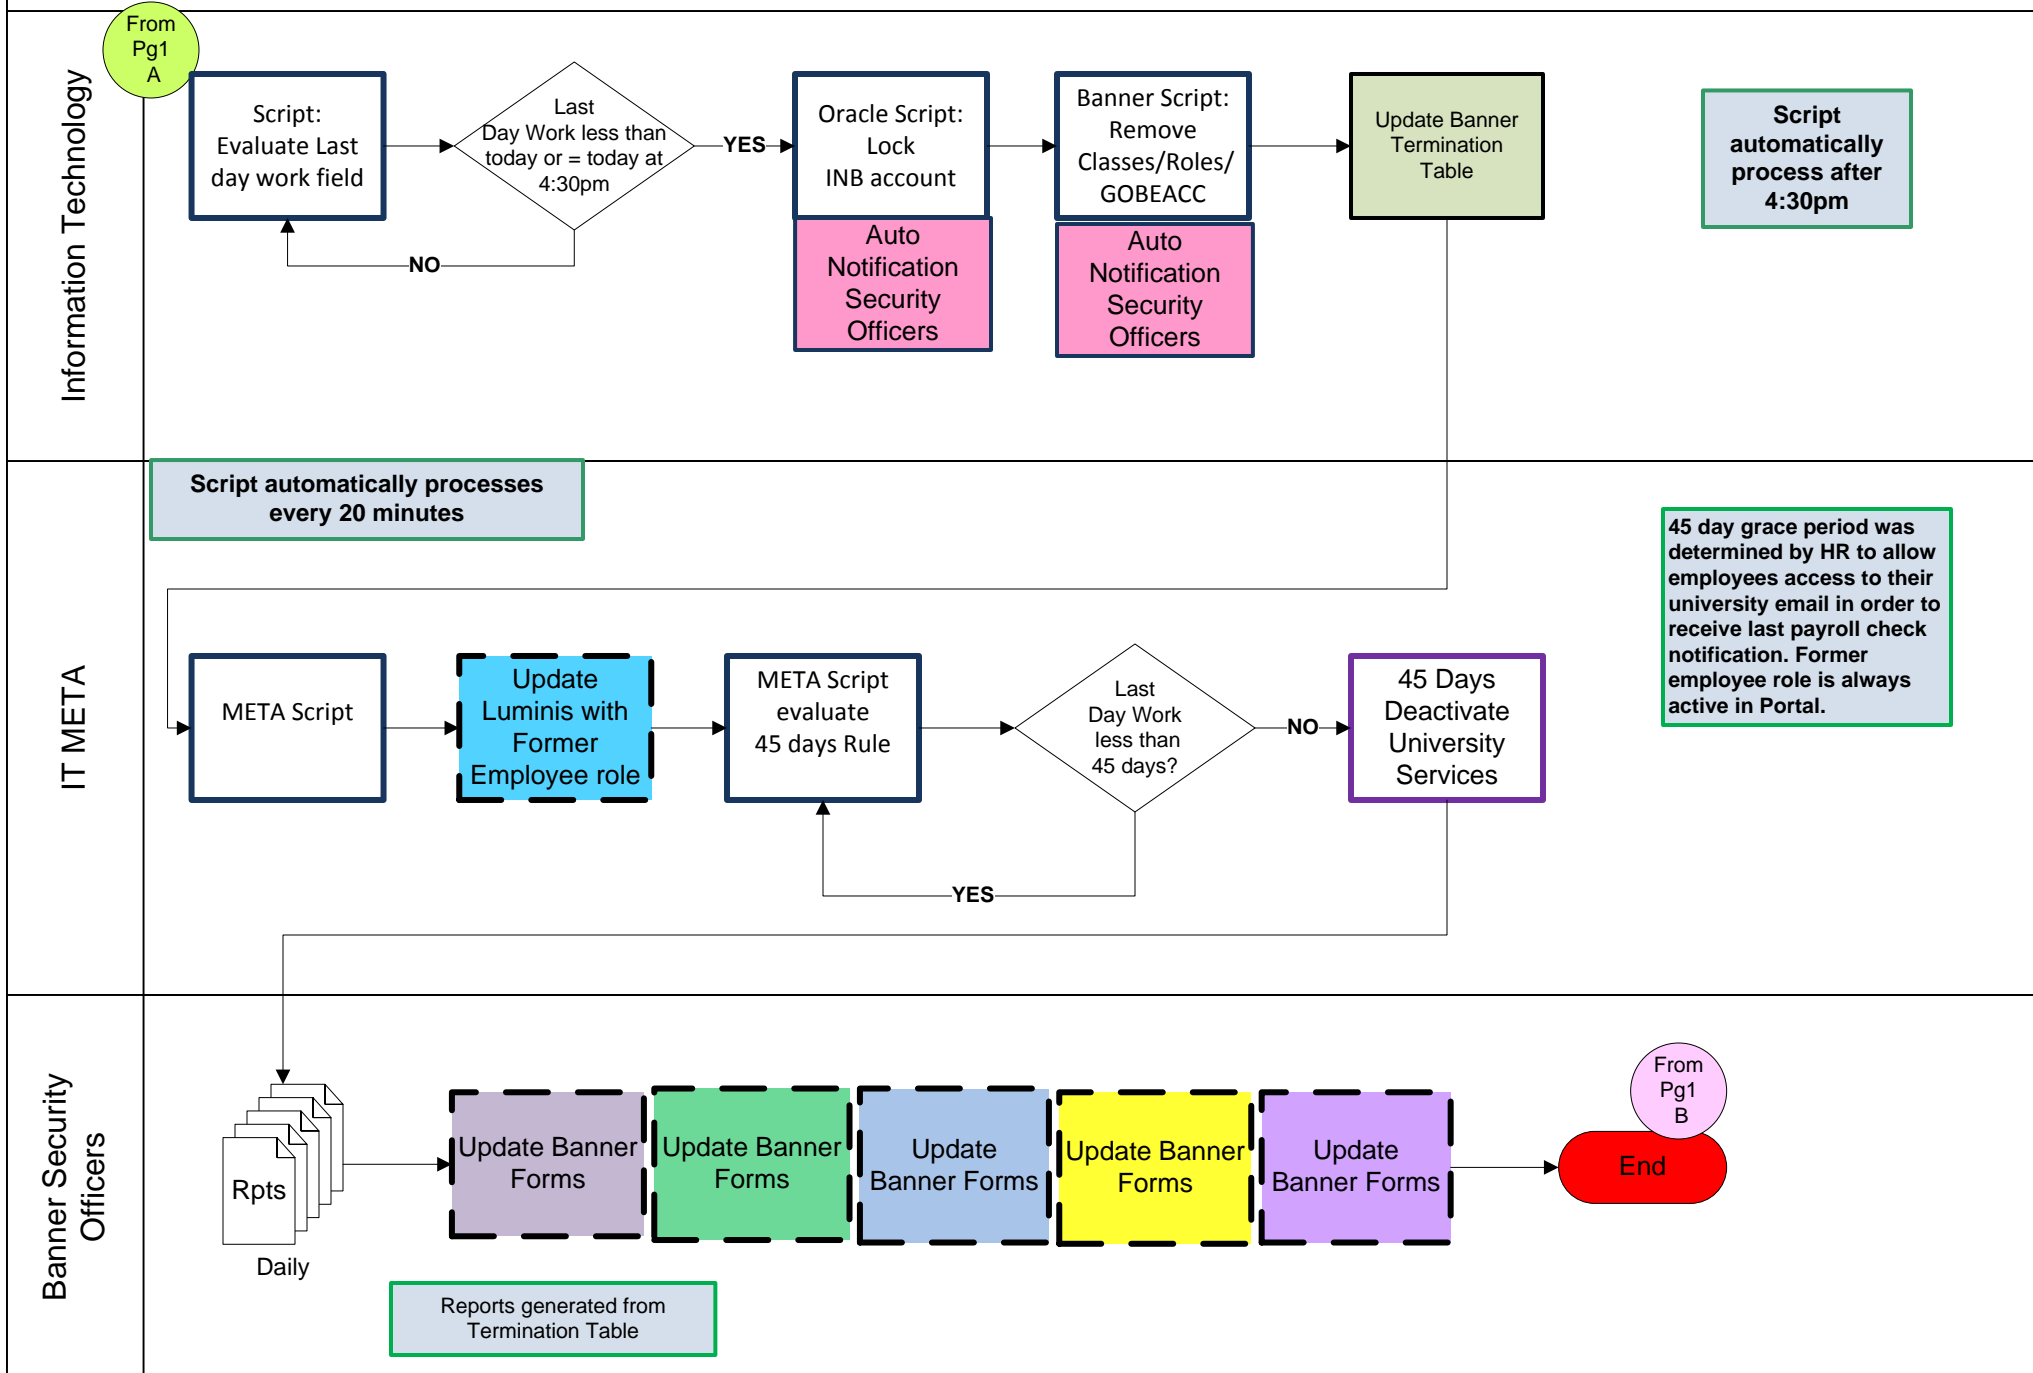 From
Pg1
A
Information Technology
Script:
Evaluate Last
day work field
Last
Day Work less than
today or = today at
4:30pm
YES
NO
Oracle Script:
Lock
INB account
Auto
Notification
Security
Officers
Banner Script:
Remove
Classes/Roles/
GOBEACC
Auto
Notification
Security
Officers
Update Banner
Termination
Table
Script
automatically
process after
4:30pm
IT META
Script automatically processes
every 20 minutes
META Script
Update
Luminis with
Former
Employee role
META Script
evaluate
45 days Rule
Last
Day Work
less than
45 days?
NO
YES
45 Days
Deactivate
University
Services
45 day grace period was
determined by HR to allow
employees access to their
university email in order to
receive last payroll check
notification. Former
employee role is always
active in Portal.
Banner Security
Officers
Rpts
Daily
Update Banner
Forms
Update Banner
Forms
Update
Banner Forms
Update Banner
Forms
Update
Banner Forms
From
Pg1
B
End
Reports generated from
Termination Table